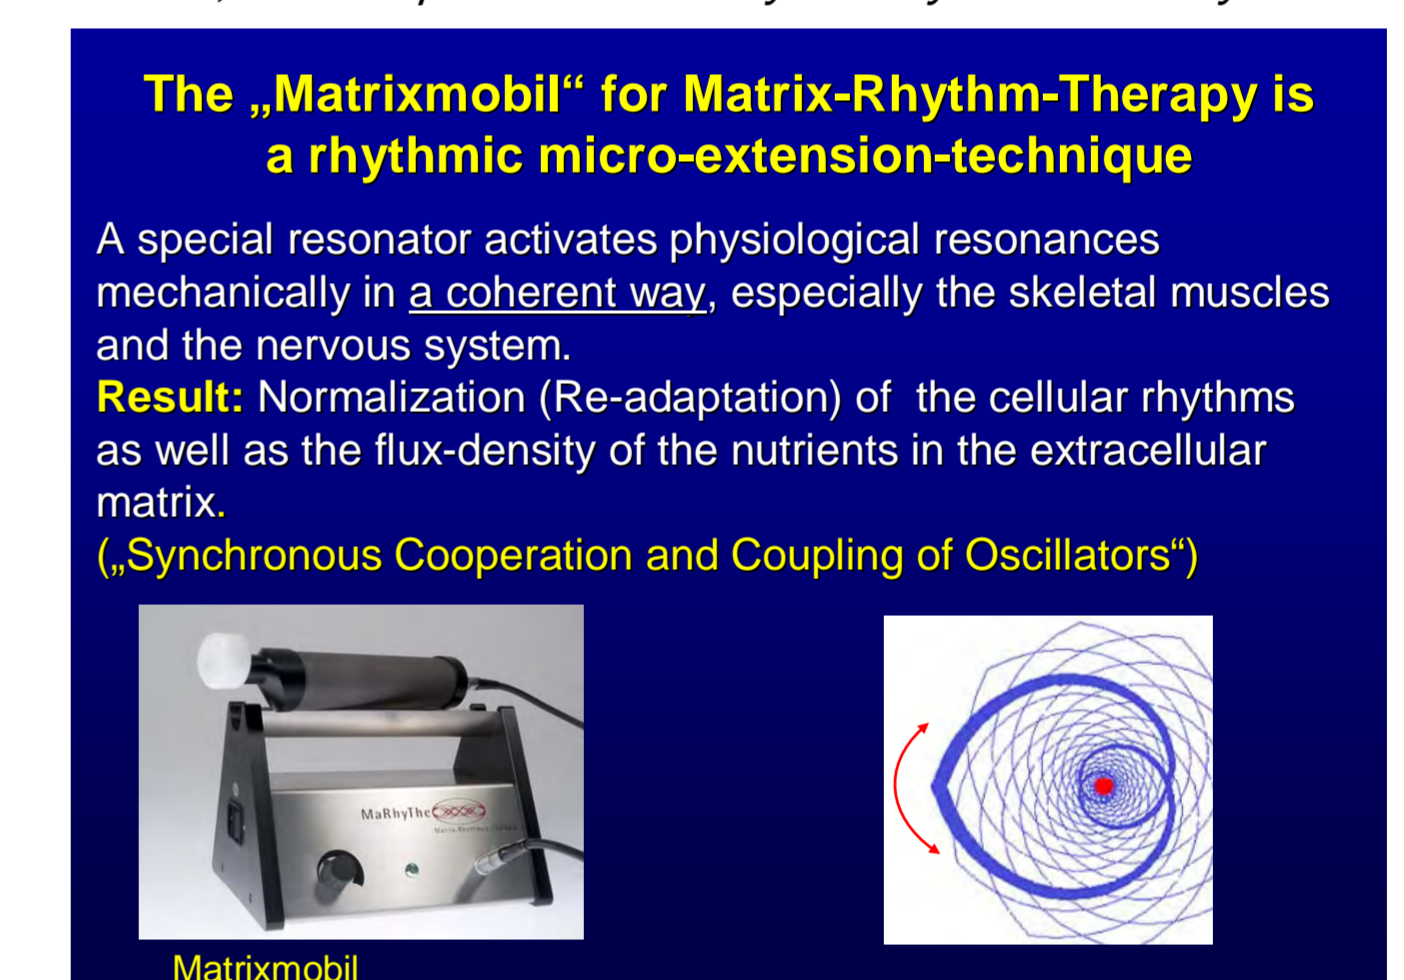 The „Matrixmobil“ for Matrix-Rhythm-Therapy is
a rhythmic micro-extension-technique
A special resonator activates physiological resonances
mechanically in a coherent way, especially the skeletal muscles
and the nervous system.
Result: Normalization (Re-adaptation) of  the cellular rhythms
as well as the flux-density of the nutrients in the extracellular
matrix.
(„Synchronous Cooperation and Coupling of Oscillators“)
MaRhyThe
Matrixmobil